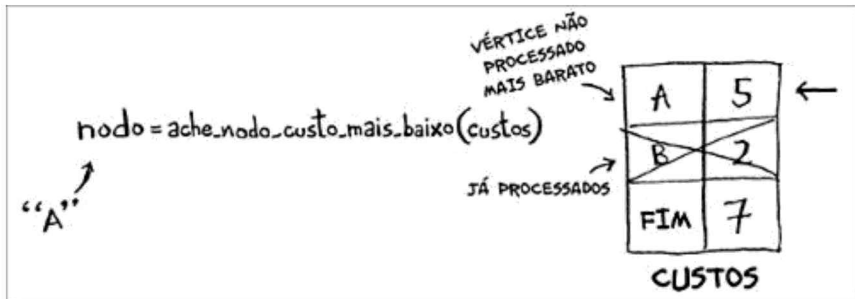 VÉRTICE NÃO
PROCESSADO
MAIS BARATO
A 5
nodo = ache_nodo_custo_mais_baixo(custos)
B 2
JÁ PROCESSADOS
"A"
FIM 7
CUSTOS